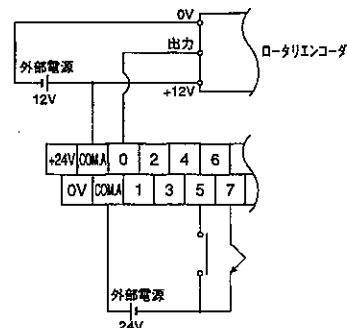 0V
出力
ロータリエンコーダ
外部電源
12V
+12V
+24V COM.A 0 2 4 6
0V COM.A 1 3 5 7
外部電源
24V